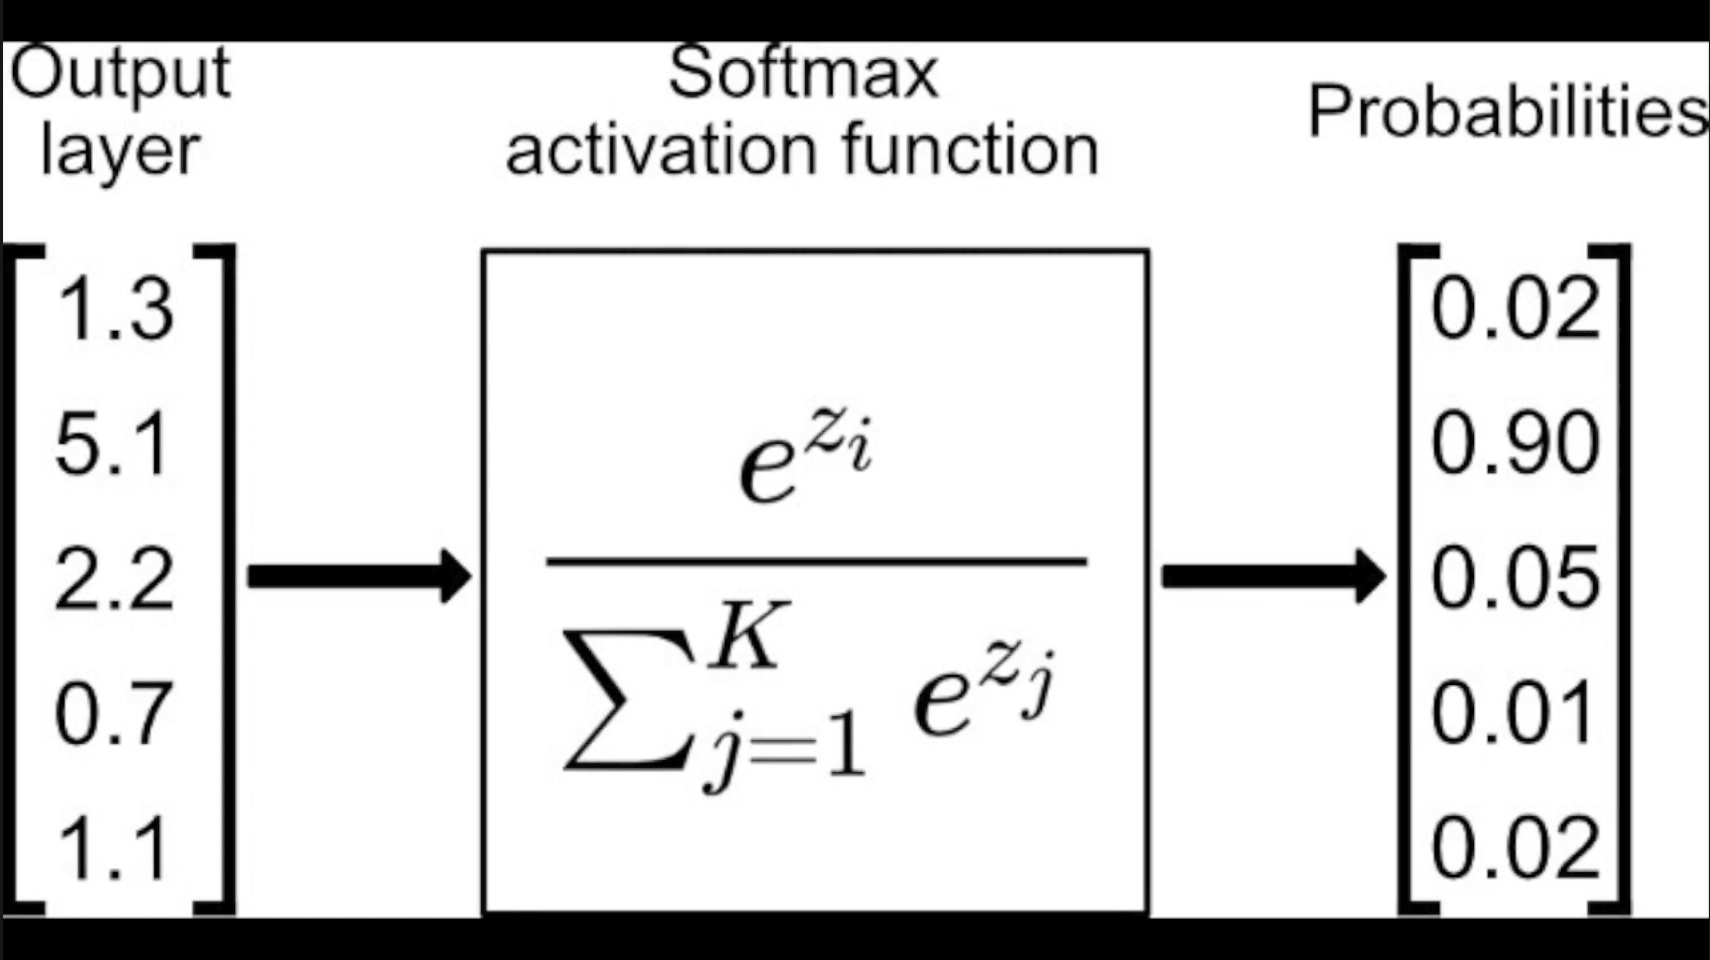 Output
layer
Softmax
activation function
Probabilities
1.3
5.1
2.2
0.7
1.1
e^{z_i}
∑_{j=1}^{K} e^{z_j}
0.02
0.90
0.05
0.01
0.02